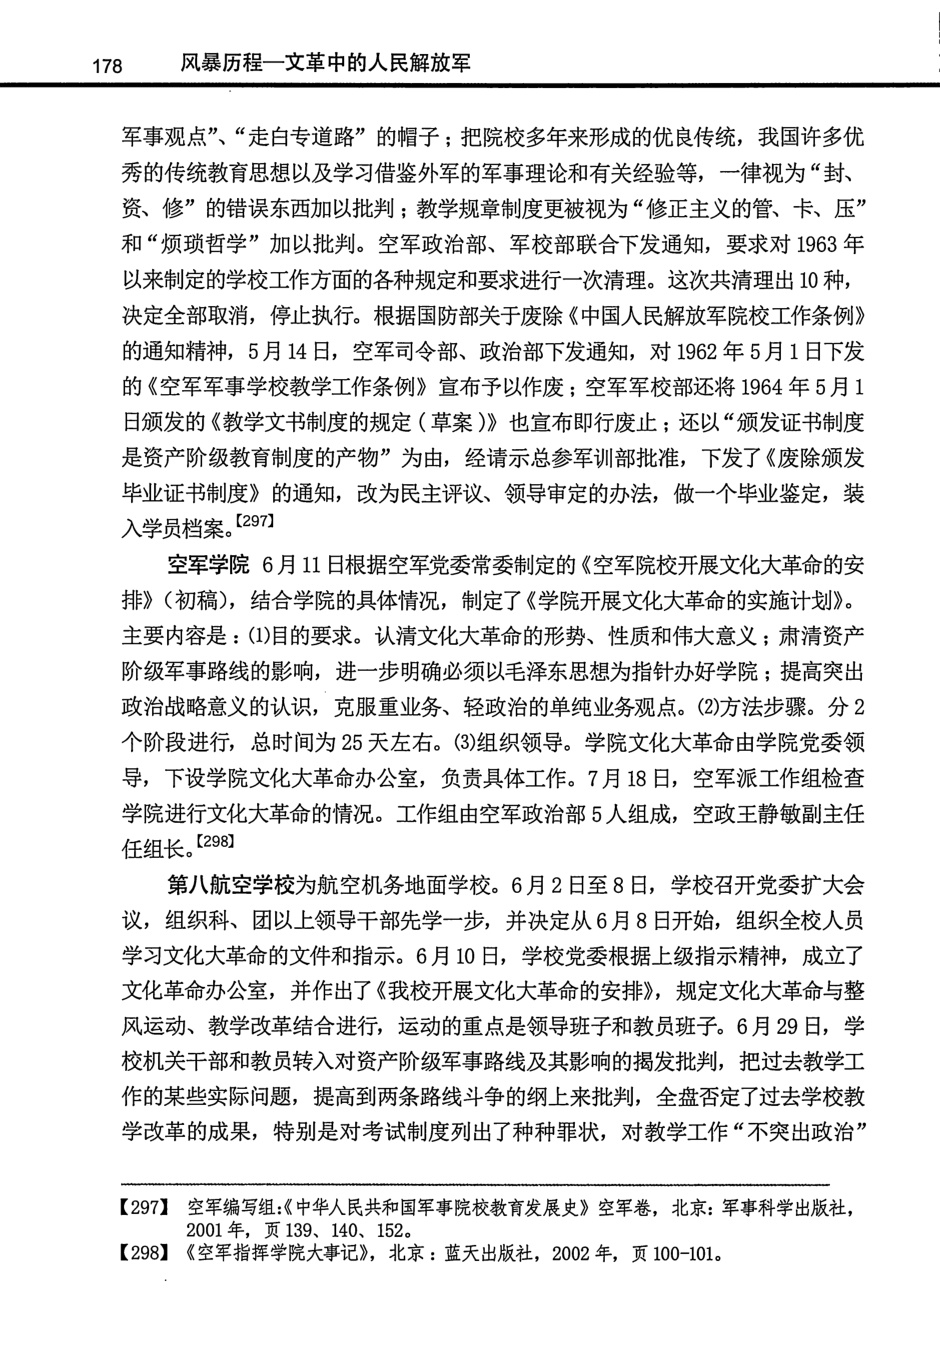 178 风暴历程—文革中的人民解放军
军事观点”、“走白专道路”的帽子；把院校多年来形成的优良传统，我国许多优
秀的传统教育思想以及学习借鉴外军的军事理论和有关经验等，一律视为“封、
资、修”的错误东西加以批判；教学规章制度更被视为“修正主义的管、卡、压”
和“烦琐哲学”加以批判。空军政治部、军校部联合下发通知，要求对 1963 年
以来制定的学校工作方面的各种规定和要求进行一次清理。这次共清理出 10 种，
决定全部取消，停止执行。根据国防部关于废除《中国人民解放军院校工作条例》
的通知精神，5 月 14 日，空军司令部、政治部下发通知，对 1962 年 5 月 1 日下发
的《空军军事学校教学工作条例》宣布予以作废；空军军校部还将 1964 年 5 月 1
日颁发的《教学文书制度的规定（草案）》也宣布即行废止；还以“颁发证书制度
是资产阶级教育制度的产物”为由，经请示总参军训部批准，下发了《废除颁发
毕业证书制度》的通知，改为民主评议、领导审定的办法，做一个毕业鉴定，装
入学员档案。【297】
空军学院 6 月 11 日根据空军党委常委制定的《空军院校开展文化大革命的安
排》（初稿），结合学院的具体情况，制定了《学院开展文化大革命的实施计划》。
主要内容是：⑴目的要求。认清文化大革命的形势、性质和伟大意义；肃清资产
阶级军事路线的影响，进一步明确必须以毛泽东思想为指针办好学院；提高突出
政治战略意义的认识，克服重业务、轻政治的单纯业务观点。⑵方法步骤。分 2
个阶段进行，总时间为 25 天左右。⑶组织领导。学院文化大革命由学院党委领
导，下设学院文化大革命办公室，负责具体工作。7 月 18 日，空军派工作组检查
学院进行文化大革命的情况。工作组由空军政治部 5 人组成，空政王静敏副主任
任组长。【298】
第八航空学校为航空机务地面学校。6 月 2 日至 8 日，学校召开党委扩大会
议，组织科、团以上领导干部先学一步，并决定从 6 月 8 日开始，组织全校人员
学习文化大革命的文件和指示。6 月 10 日，学校党委根据上级指示精神，成立了
文化革命办公室，并作出了《我校开展文化大革命的安排》，规定文化大革命与整
风运动、教学改革结合进行，运动的重点是领导班子和教员班子。6 月 29 日，学
校机关干部和教员转入对资产阶级军事路线及其影响的揭发批判，把过去教学工
作的某些实际问题，提高到两条路线斗争的纲上来批判，全盘否定了过去学校教
学改革的成果，特别是对考试制度列出了种种罪状，对教学工作“不突出政治”
【297】 空军编写组:《中华人民共和国军事院校教育发展史》空军卷，北京：军事科学出版社，
2001 年，页 139、140、152。
【298】《空军指挥学院大事记》，北京：蓝天出版社，2002 年，页 100-101。